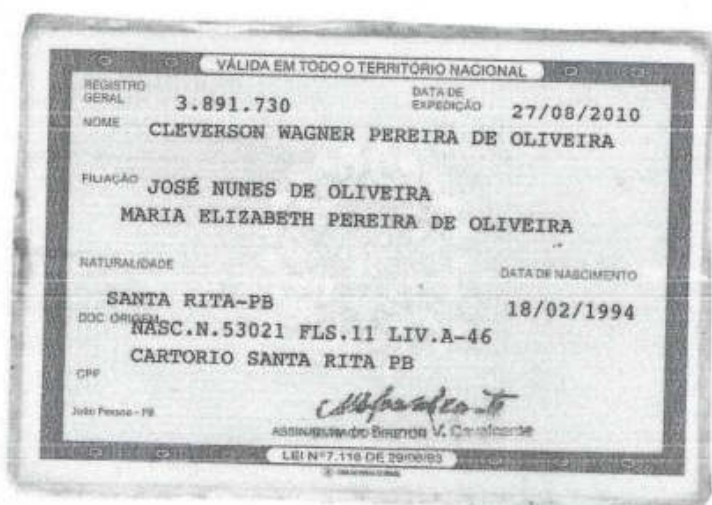 VÁLIDA EM TODO O TERRITÓRIO NACIONAL
REGISTRO GERAL 3.891.730 DATA DE EXPEDIÇÃO 27/08/2010
NOME CLEVERSON WAGNER PEREIRA DE OLIVEIRA
FILIAÇÃO JOSÉ NUNES DE OLIVEIRA
MARIA ELIZABETH PEREIRA DE OLIVEIRA
NATURALIDADE DATA DE NASCIMENTO
SANTA RITA-PB 18/02/1994
DOC ORIGEM NASC.N.53021 FLS.11 LIV.A-46
CARTORIO SANTA RITA PB
CPF
João Pessoa - PB
V. Cavalcante
LEI Nº 7.116 DE 29/08/83